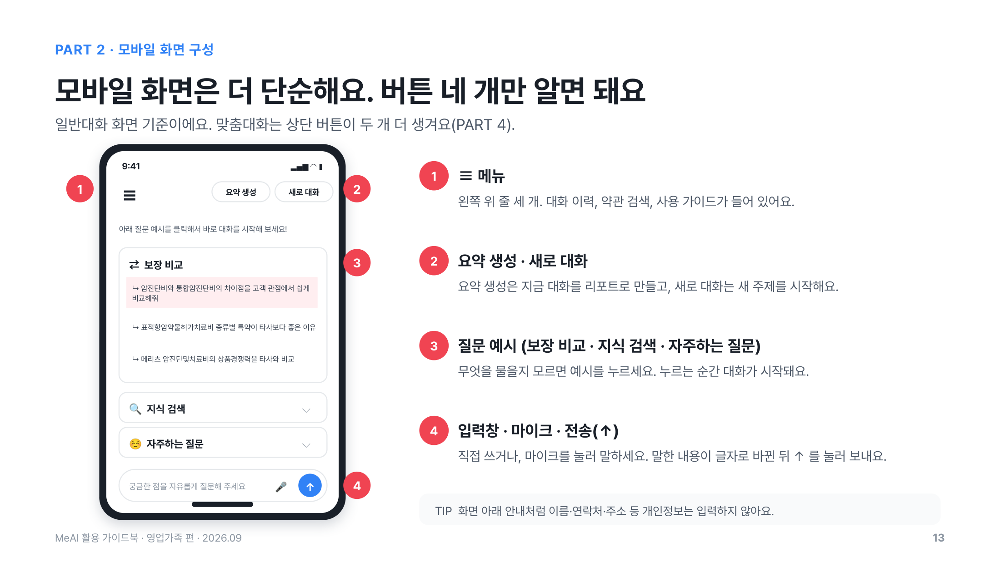 PART 2 · 모바일 화면 구성
모바일 화면은 더 단순해요. 버튼 네 개만 알면 돼요
일반대화 화면 기준이에요. 맞춤대화는 상단 버튼이 두 개 더 생겨요(PART 4).
9:41
1
요약 생성
새로 대화
2
아래 질문 예시를 클릭해서 바로 대화를 시작해 보세요!
3
⇄ 보장 비교
↳ 암진단비와 통합암진단비의 차이점을 고객 관점에서 쉽게
비교해줘
↳ 표적항암약물허가치료비 종류별 특약이 타사보다 좋은 이유
↳ 메리츠 암진단및치료비의 상품경쟁력을 타사와 비교
🔍 지식 검색
☺️ 자주하는 질문
궁금한 점을 자유롭게 질문해 주세요 🎤 ↑
4
1 ☰ 메뉴
왼쪽 위 줄 세 개. 대화 이력, 약관 검색, 사용 가이드가 들어 있어요.
2 요약 생성 · 새로 대화
요약 생성은 지금 대화를 리포트로 만들고, 새로 대화는 새 주제를 시작해요.
3 질문 예시 (보장 비교 · 지식 검색 · 자주하는 질문)
무엇을 물을지 모르면 예시를 누르세요. 누르는 순간 대화가 시작돼요.
4 입력창 · 마이크 · 전송(↑)
직접 쓰거나, 마이크를 눌러 말하세요. 말한 내용이 글자로 바뀐 뒤 ↑ 를 눌러 보내요.
TIP 화면 아래 안내처럼 이름·연락처·주소 등 개인정보는 입력하지 않아요.
MeAI 활용 가이드북 · 영업가족 편 · 2026.09
13